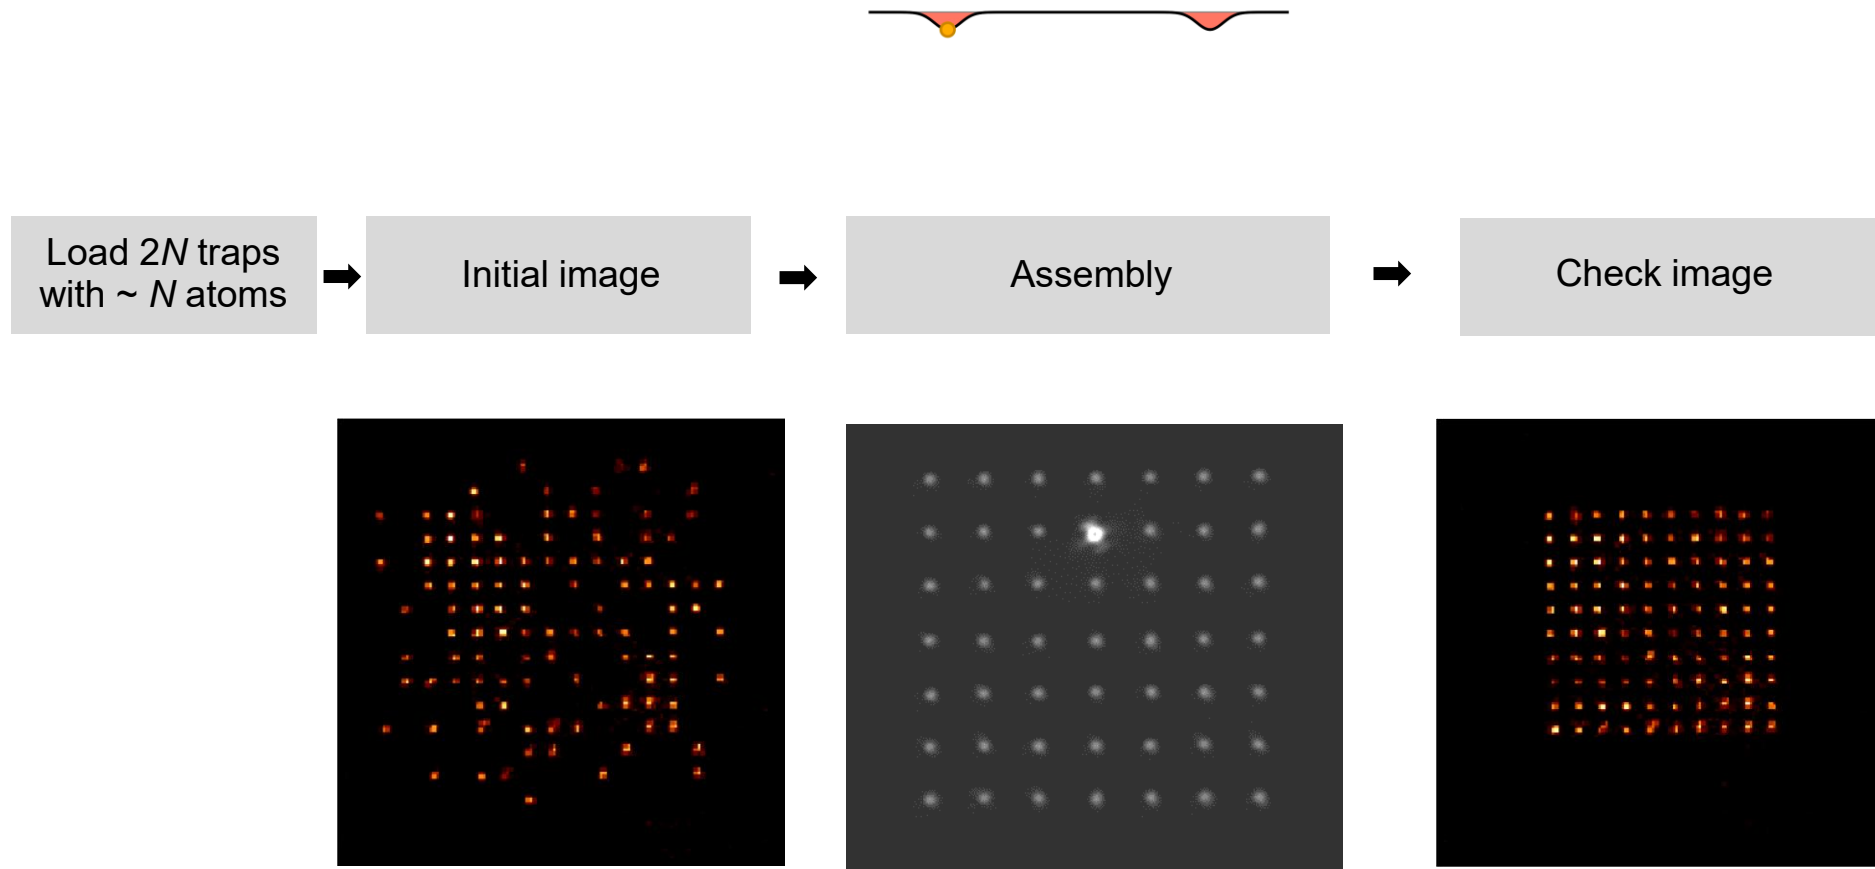 Load 2N traps
with ~ N atoms
Initial image
Assembly
Check image